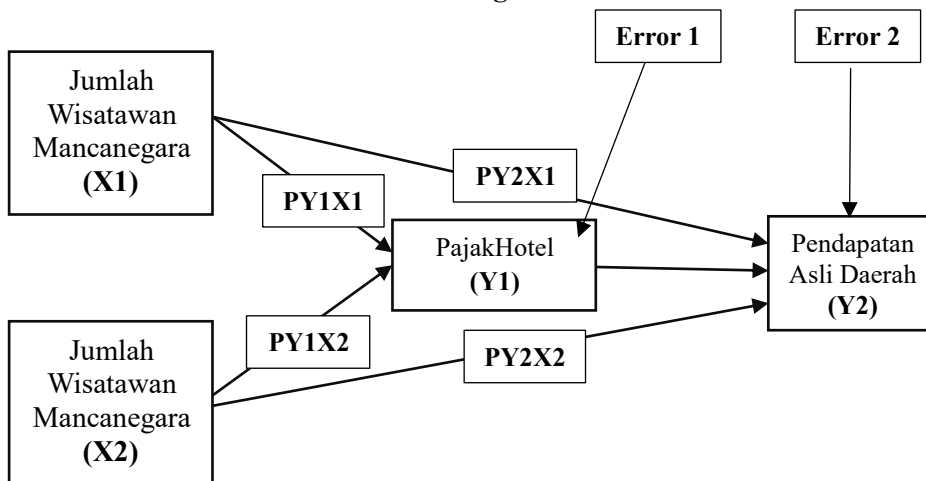 Error 1
Error 2
Jumlah
Wisatawan
Mancanegara
(X1)
PY2X1
PY1X1
PajakHotel
(Y1)
Pendapatan
Asli Daerah
(Y2)
Jumlah
Wisatawan
Mancanegara
(X2)
PY1X2
PY2X2